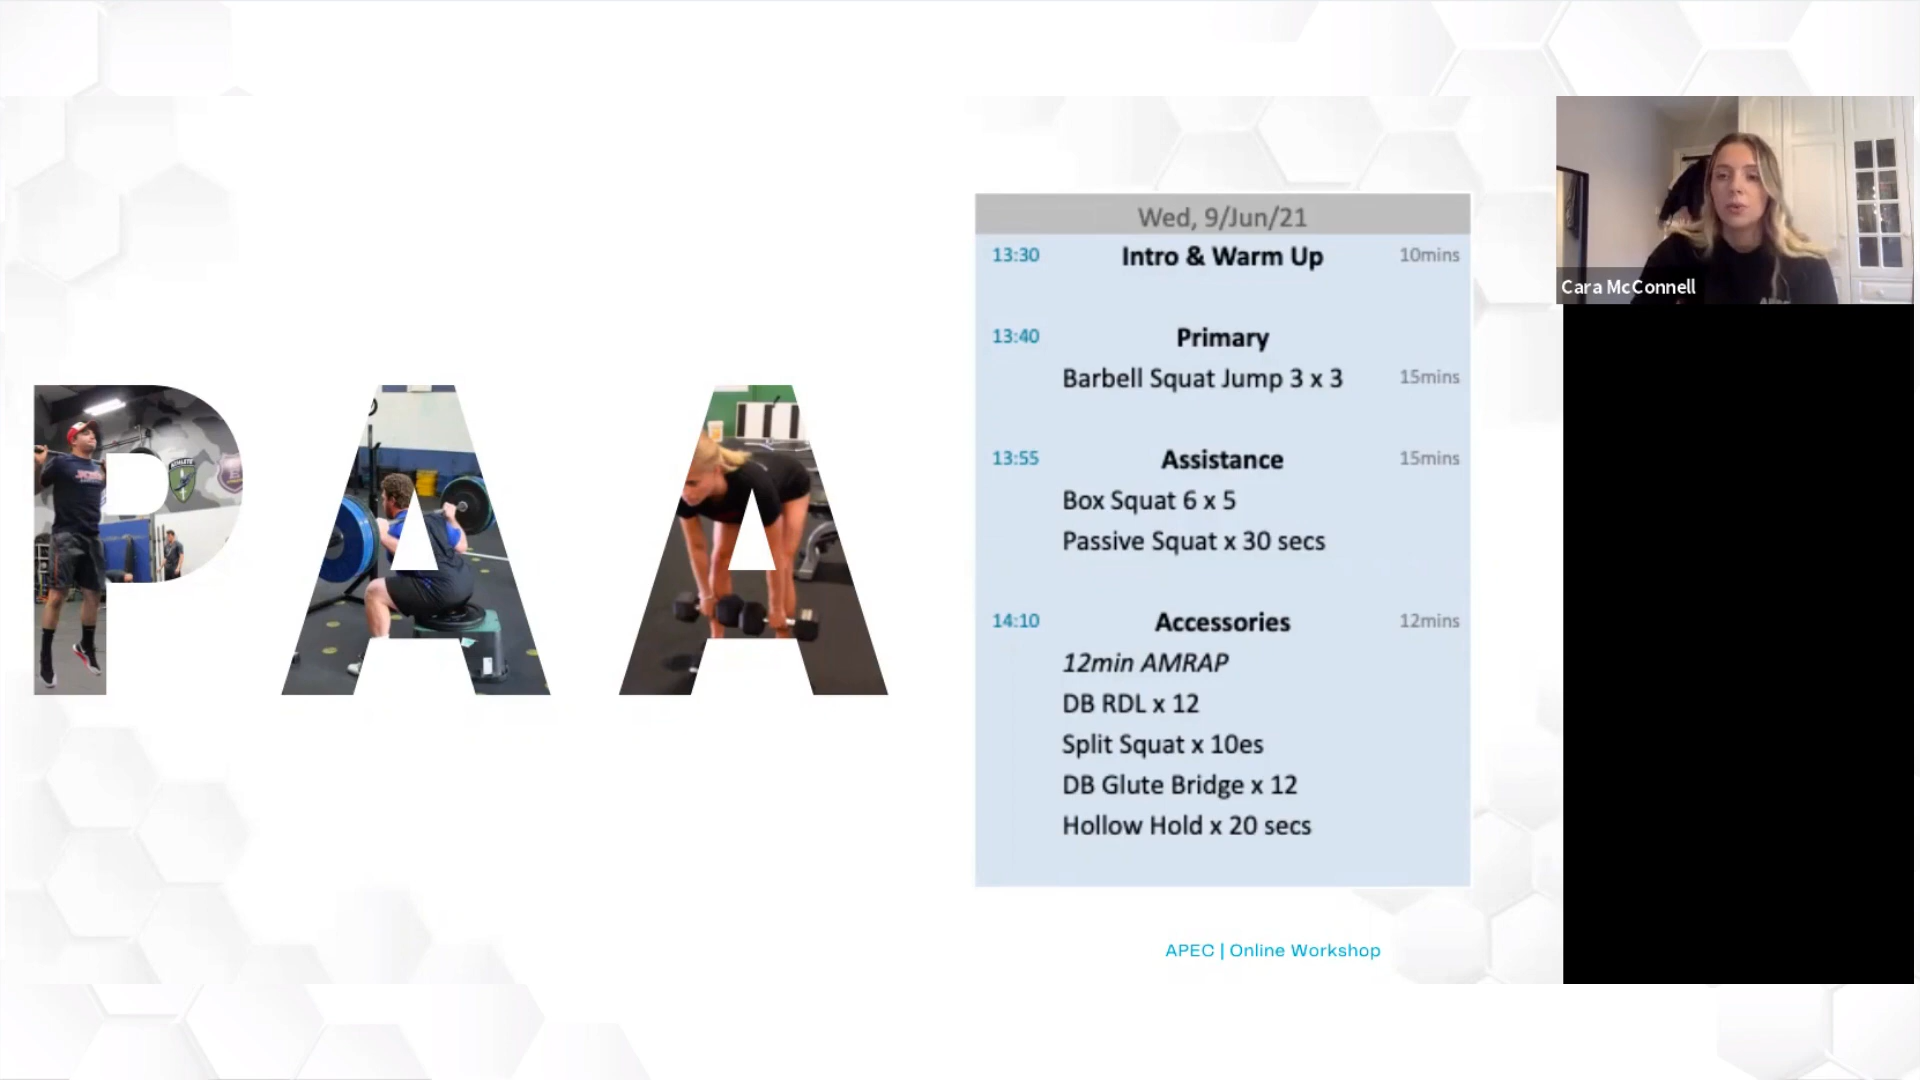 PAA
Wed, 9/Jun/21
13:30 Intro & Warm Up 10mins
13:40 Primary
Barbell Squat Jump 3 x 3 15mins
13:55 Assistance 15mins
Box Squat 6 x 5
Passive Squat x 30 secs
14:10 Accessories 12mins
12min AMRAP
DB RDL x 12
Split Squat x 10es
DB Glute Bridge x 12
Hollow Hold x 20 secs
APEC | Online Workshop
Cara McConnell